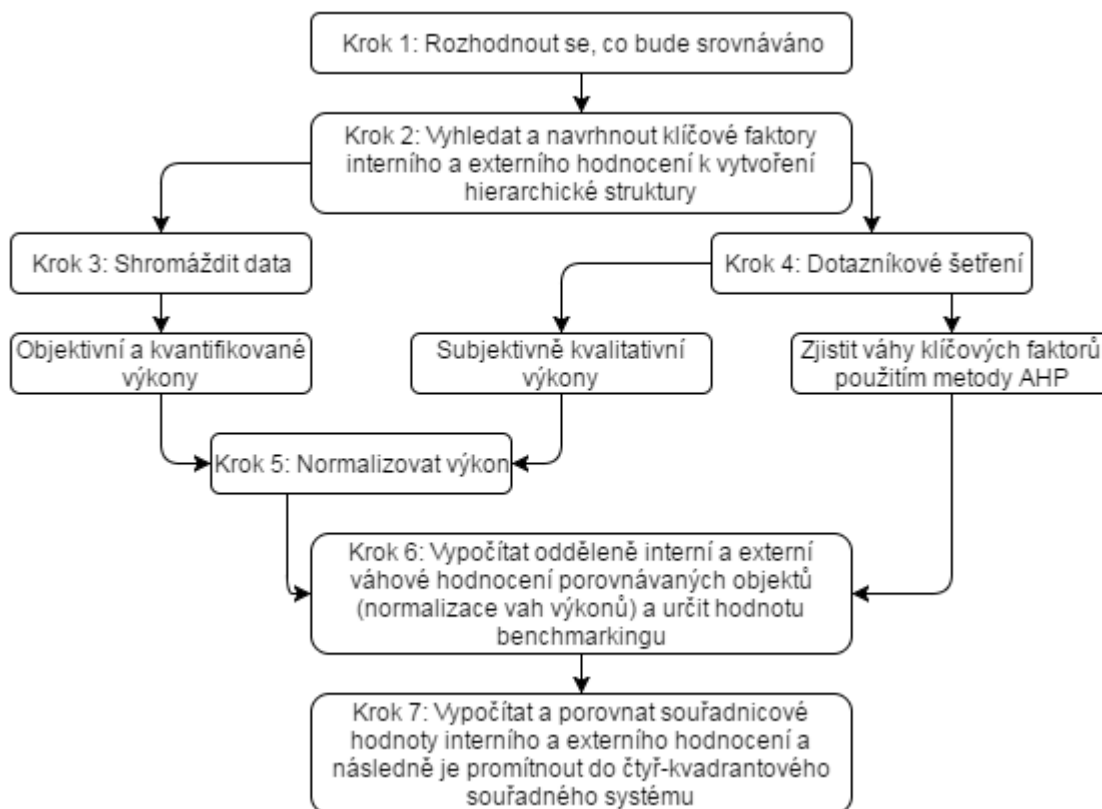 Krok 1: Rozhodnout se, co bude srovnáváno
Krok 2: Vyhledat a navrhnout klíčové faktory
interního a externího hodnocení k vytvoření
hierarchické struktury
Krok 3: Shromáždit data
Krok 4: Dotazníkové šetření
Objektivní a kvantifikované
výkony
Subjektivně kvalitativní
výkony
Zjistit váhy klíčových faktorů
použitím metody AHP
Krok 5: Normalizovat výkon
Krok 6: Vypočítat odděleně interní a externí
váhové hodnocení porovnávaných objektů
(normalizace vah výkonů) a určit hodnotu
benchmarkingu
Krok 7: Vypočítat a porovnat souřadnicové
hodnoty interního a externího hodnocení a
následně je promítnout do čtyř-kvadrantového
souřadného systému